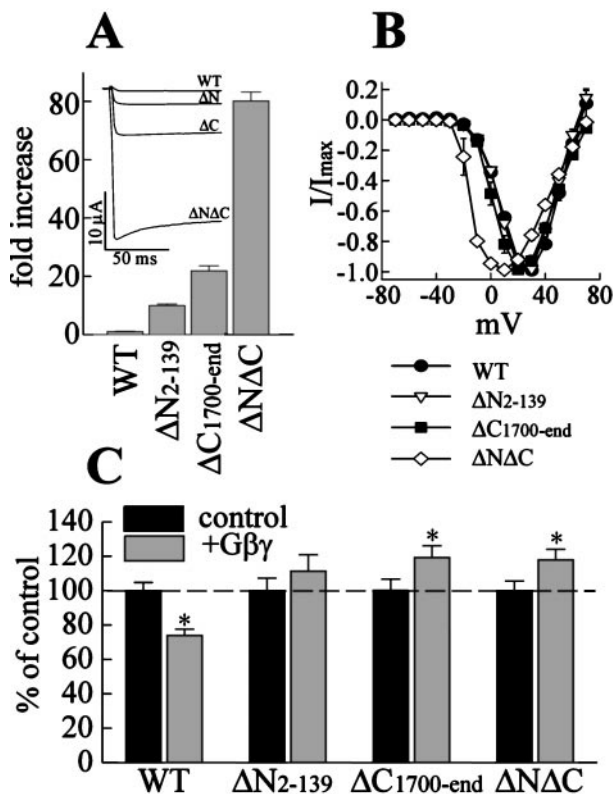 A
fold increase
80
60
40
20
0
WT
ΔN
ΔC
ΔNΔC
10 μA
50 ms
WT
ΔN2-139
ΔC1700-end
ΔNΔC
B
I/Imax
0.2
0.0
-0.2
-0.4
-0.6
-0.8
-1.0
-80 -40 0 40 80
mV
WT
ΔN2-139
ΔC1700-end
ΔNΔC
C
% of control
140
120
100
80
60
40
20
0
control
+Gβγ
*
*
*
WT ΔN2-139 ΔC1700-end ΔNΔC